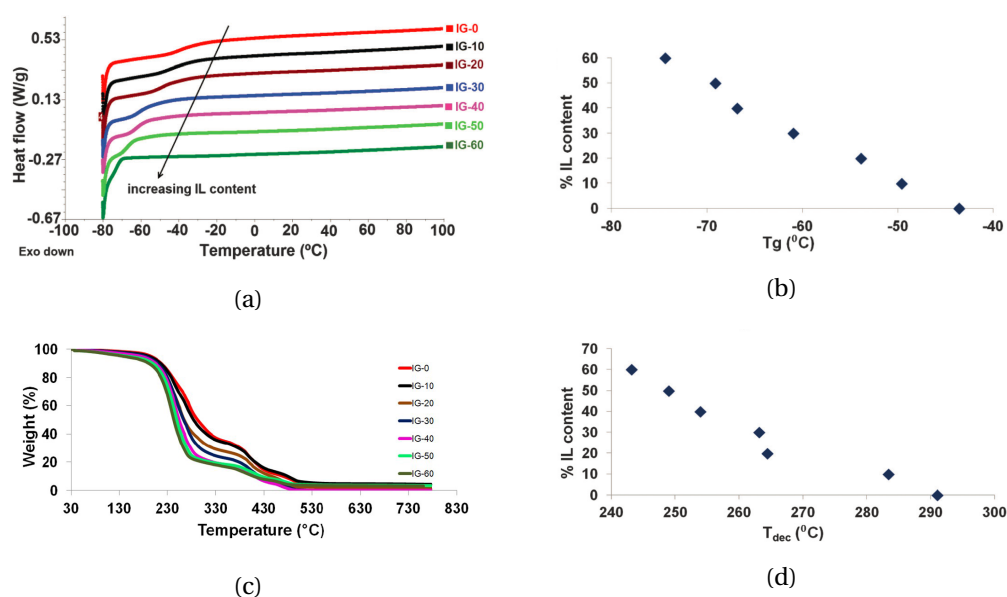 0.53
0.13
-0.27
-0.67
Heat flow (W/g)
IG-0
IG-10
IG-20
IG-30
IG-40
IG-50
IG-60
increasing IL content
-100 -80 -60 -40 -20 0 20 40 60 80 100
Exo down
Temperature (ºC)
(a)
60
50
40
30
20
10
0
% IL content
-80 -70 -60 -50 -40
Tg (⁰C)
(b)
100
80
60
40
20
0
Weight (%)
IG-0
IG-10
IG-20
IG-30
IG-40
IG-50
IG-60
30 130 230 330 430 530 630 730 830
Temperature (°C)
(c)
70
60
50
40
30
20
10
0
% IL content
240 250 260 270 280 290 300
Tdec (⁰C)
(d)